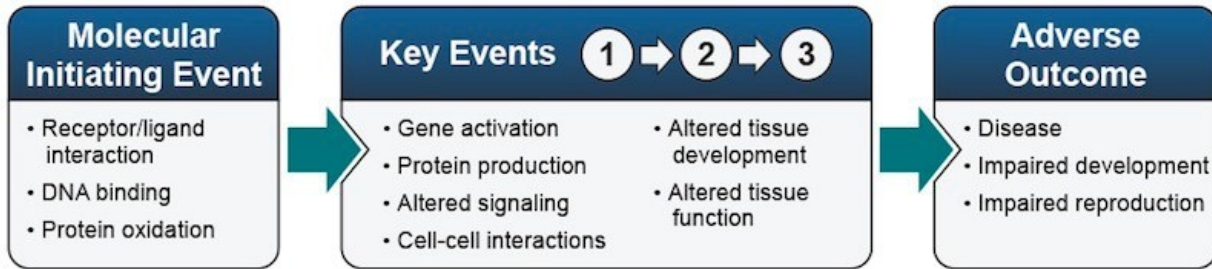 Molecular
Initiating Event
• Receptor/ligand
interaction
• DNA binding
• Protein oxidation
Key Events 1 2 3
• Gene activation
• Protein production
• Altered signaling
• Cell-cell interactions
• Altered tissue
development
• Altered tissue
function
Adverse
Outcome
• Disease
• Impaired development
• Impaired reproduction